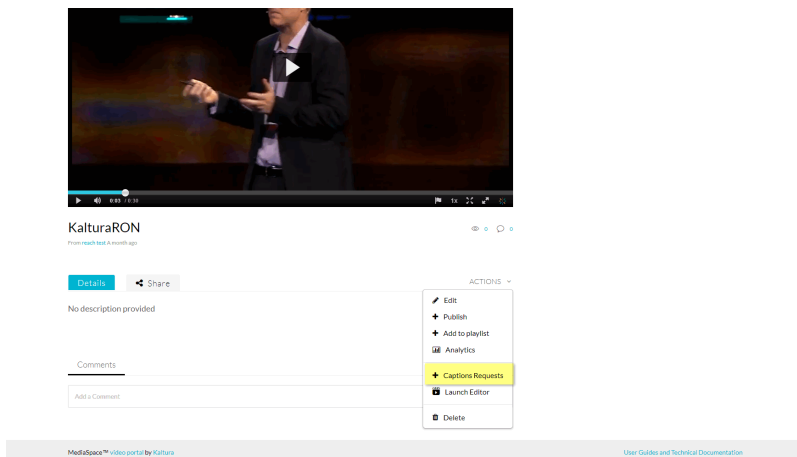 0:03 / 0:30
1x
KalturaRON
0 0
From reach test A month ago
Details Share ACTIONS
No description provided
Edit
Publish
Add to playlist
Analytics
Captions Requests
Launch Editor
Delete
Comments
Add a Comment
MediaSpace™ video portal by Kaltura
User Guides and Technical Documentation